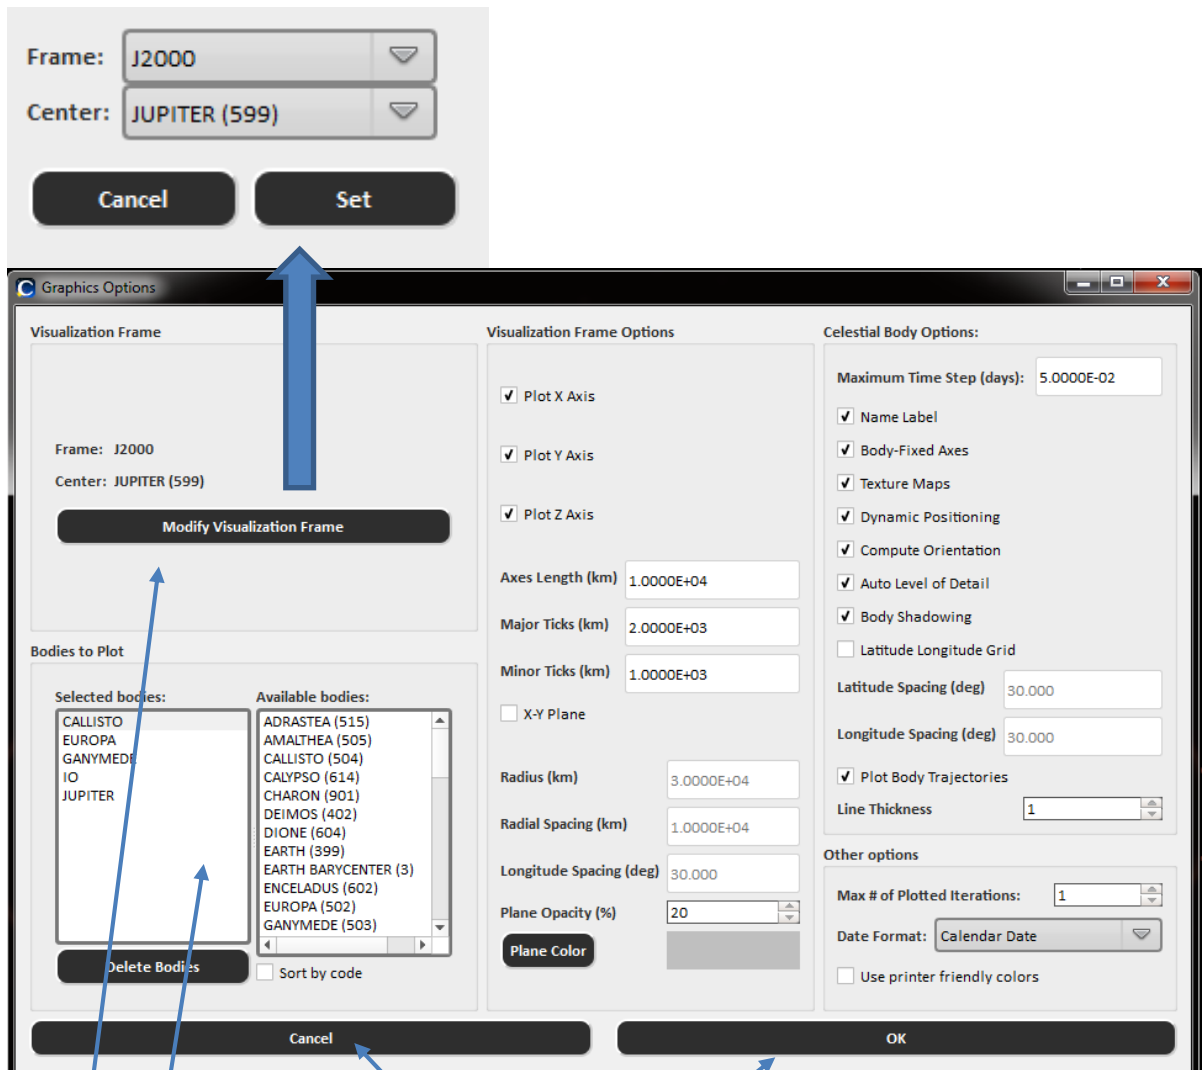 Frame: J2000
Center: JUPITER (599)
Cancel Set
Graphics Options
Visualization Frame
Frame: J2000
Center: JUPITER (599)
Modify Visualization Frame
Bodies to Plot
Selected bodies:
CALLISTO
EUROPA
GANYMEDE
IO
JUPITER
Delete Bodies
Available bodies:
ADRASTEA (515)
AMALTHEA (505)
CALLISTO (504)
CALYPSO (614)
CHARON (901)
DEIMOS (402)
DIONE (604)
EARTH (399)
EARTH BARYCENTER (3)
ENCELADUS (602)
EUROPA (502)
GANYMEDE (503)
Sort by code
Visualization Frame Options
Plot X Axis
Plot Y Axis
Plot Z Axis
Axes Length (km) 1.0000E+04
Major Ticks (km) 2.0000E+03
Minor Ticks (km) 1.0000E+03
X-Y Plane
Radius (km) 3.0000E+04
Radial Spacing (km) 1.0000E+04
Longitude Spacing (deg) 30.000
Plane Opacity (%) 20
Plane Color
Celestial Body Options:
Maximum Time Step (days): 5.0000E-02
Name Label
Body-Fixed Axes
Texture Maps
Dynamic Positioning
Compute Orientation
Auto Level of Detail
Body Shadowing
Latitude Longitude Grid
Latitude Spacing (deg) 30.000
Longitude Spacing (deg) 30.000
Plot Body Trajectories
Line Thickness 1
Other options
Max # of Plotted Iterations: 1
Date Format: Calendar Date
Use printer friendly colors
Cancel OK